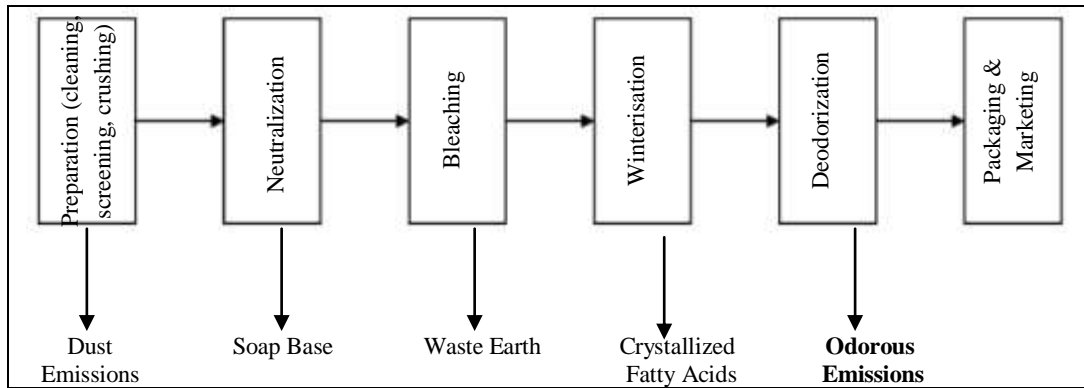 Preparation (cleaning,
screening, crushing)
Neutralization
Bleaching
Winterisation
Deodorization
Packaging &
Marketing
Dust
Emissions
Soap Base
Waste Earth
Crystallized
Fatty Acids
Odorous
Emissions